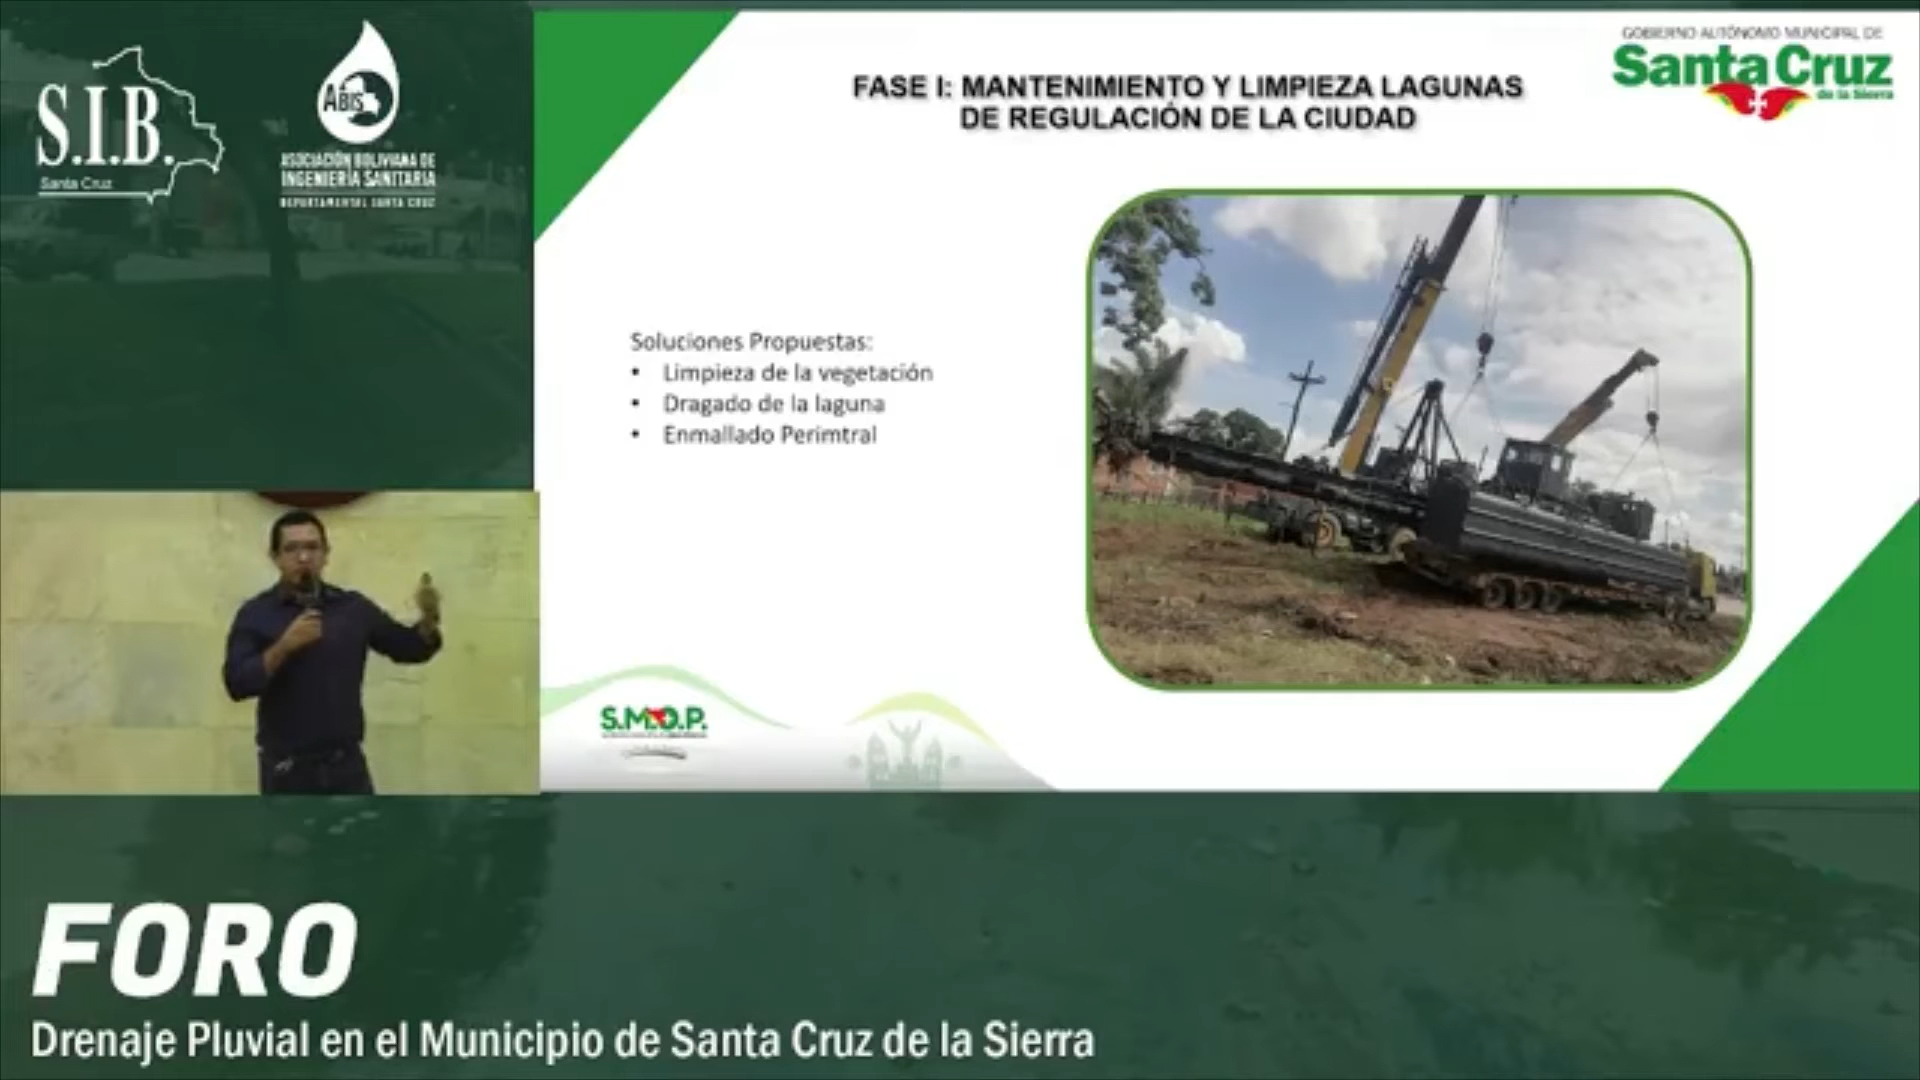 S.I.B.
Santa Cruz
ABIS
ASOCIACIÓN BOLIVIANA DE
INGENIERÍA SANITARIA
DEPARTAMENTAL SANTA CRUZ
GOBIERNO AUTÓNOMO MUNICIPAL DE
Santa Cruz
de la Sierra
FASE I: MANTENIMIENTO Y LIMPIEZA LAGUNAS
DE REGULACIÓN DE LA CIUDAD
Soluciones Propuestas:
• Limpieza de la vegetación
• Dragado de la laguna
• Enmallado Perimtral
S.M.O.P.
FORO
Drenaje Pluvial en el Municipio de Santa Cruz de la Sierra